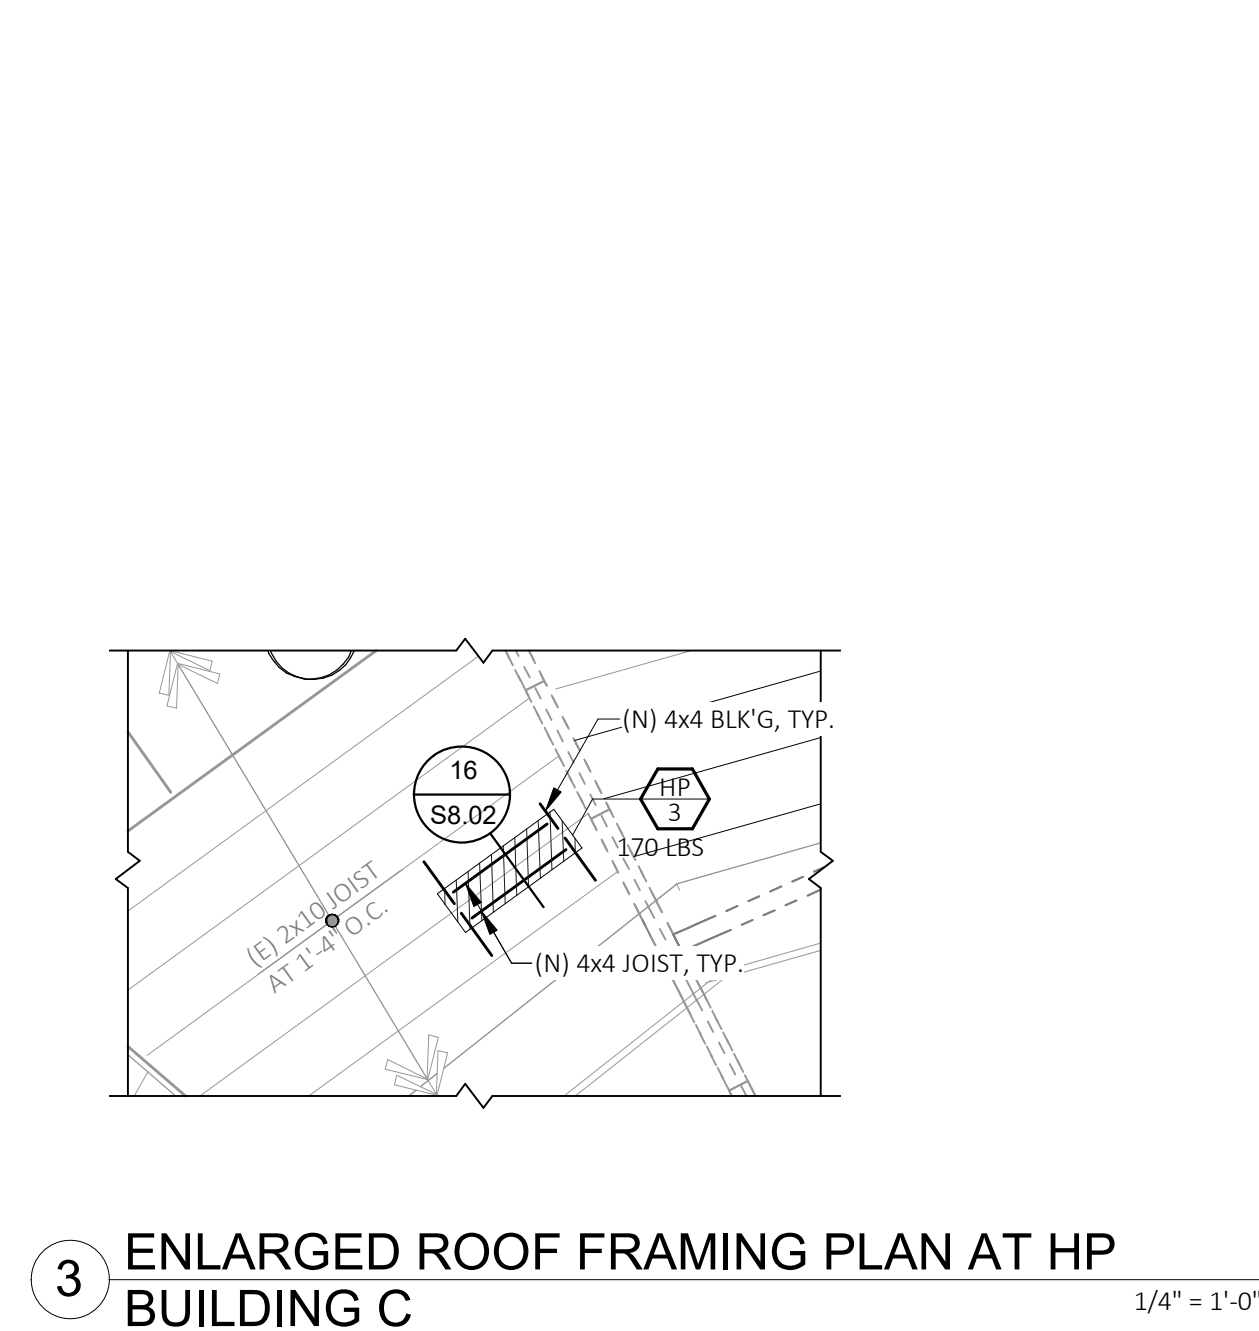 (N) 4x4 BLK'G, TYP.
16
S8.02
HP
3
170 LBS
(E) 2x10 JOIST
AT 1'-4" O.C.
(N) 4x4 JOIST, TYP.
3
ENLARGED ROOF FRAMING PLAN AT HP
BUILDING C
1/4" = 1'-0"